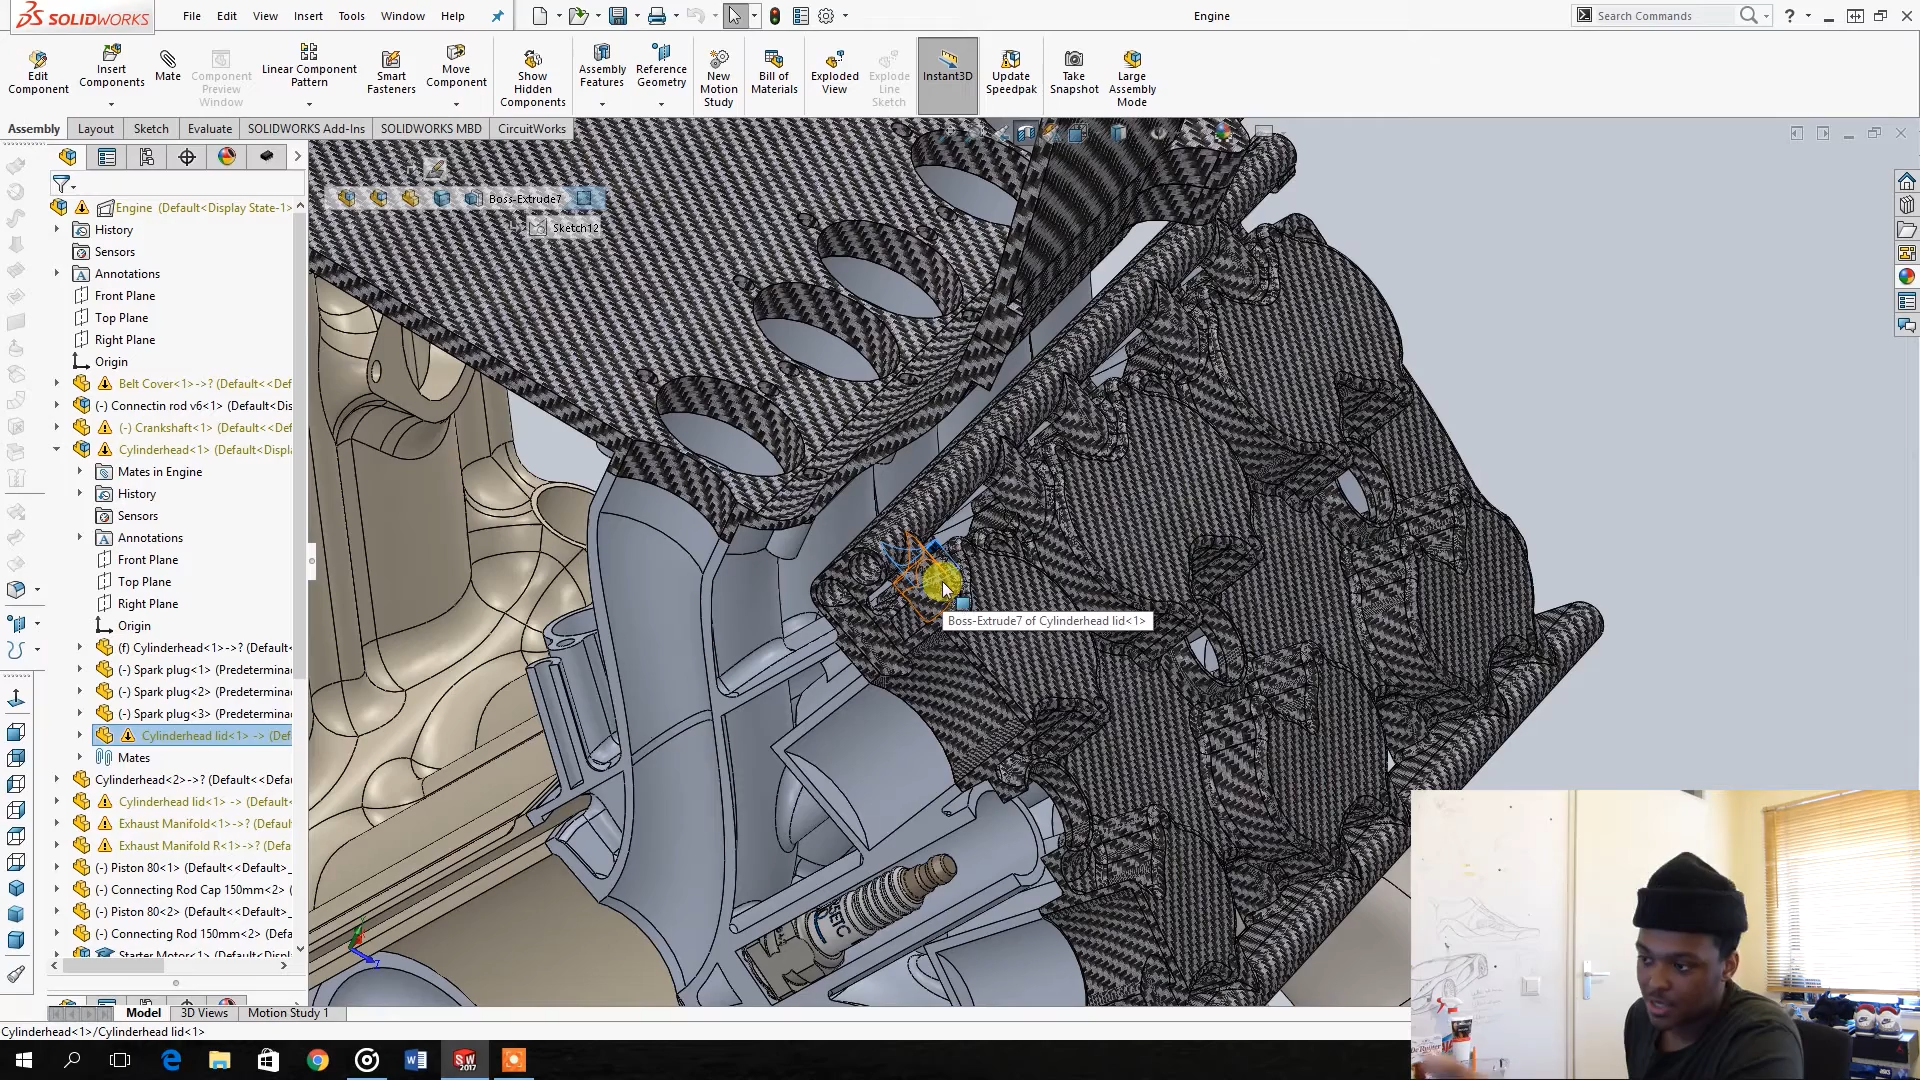 SOLIDWORKS
File Edit View Insert Tools Window Help
Engine
Search Commands
Edit Component
Insert Components
Mate
Component Preview Window
Linear Component Pattern
Smart Fasteners
Move Component
Show Hidden Components
Assembly Features
Reference Geometry
New Motion Study
Bill of Materials
Exploded View
Explode Line Sketch
Instant3D
Update Speedpak
Take Snapshot
Large Assembly Mode
Assembly Layout Sketch Evaluate SOLIDWORKS Add-Ins SOLIDWORKS MBD CircuitWorks
Boss-Extrude7
Sketch12
Engine (Default<Display State-1>
History
Sensors
Annotations
Front Plane
Top Plane
Right Plane
Origin
Belt Cover<1>->? (Default<<Def
(-) Connectin rod v6<1> (Default<Dis
(-) Crankshaft<1> (Default<<Def
Cylinderhead<1> (Default<Displ
Mates in Engine
History
Sensors
Annotations
Front Plane
Top Plane
Right Plane
Origin
(f) Cylinderhead<1>->? (Default
(-) Spark plug<1> (Predetermina
(-) Spark plug<2> (Predetermina
(-) Spark plug<3> (Predetermina
Cylinderhead lid<1> -> (Def
Mates
Cylinderhead<2>->? (Default<<Defau
Cylinderhead lid<1> -> (Default<
Exhaust Manifold<1>->? (Default
Exhaust Manifold R<1>->? (Defa
(-) Piston 80<1> (Default<<Default>_
(-) Connecting Rod Cap 150mm<2> (
(-) Piston 80<2> (Default<<Default>_
(-) Connecting Rod 150mm<2> (Defa
Starter Motor<1> (Default<Displ
Boss-Extrude7 of Cylinderhead lid<1>
Model 3D Views Motion Study 1
Cylinderhead<1>/Cylinderhead lid<1>
SW
2017